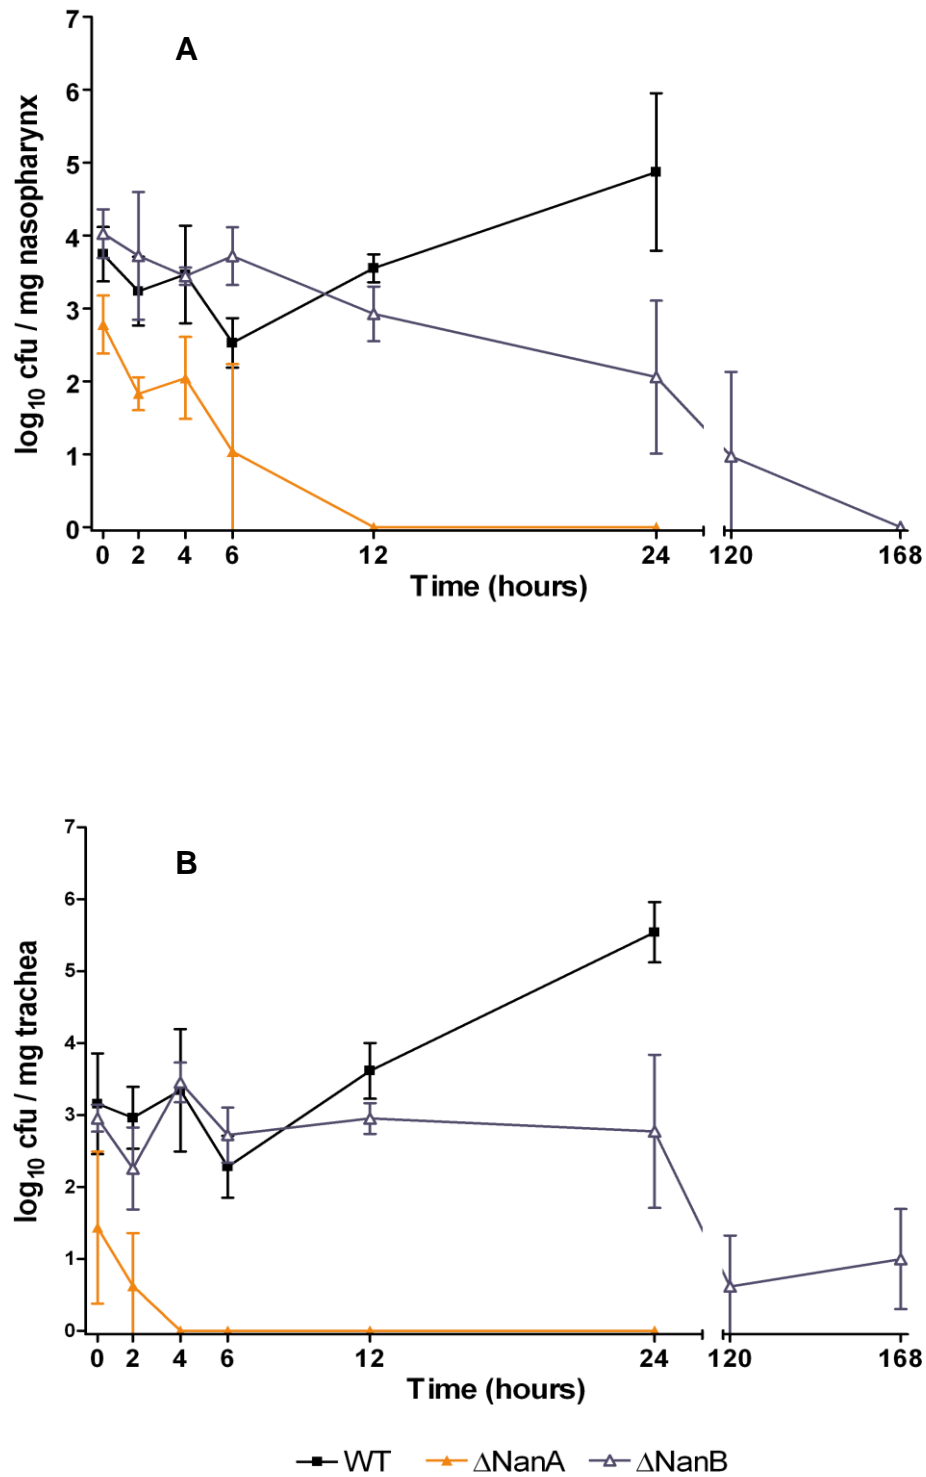 A
log₁₀ cfu / mg nasopharynx
7
6
5
4
3
2
1
0
0 2 4 6 12 24 120 168
Time (hours)
B
log₁₀ cfu / mg trachea
7
6
5
4
3
2
1
0
0 2 4 6 12 24 120 168
Time (hours)
WT ΔNanA ΔNanB